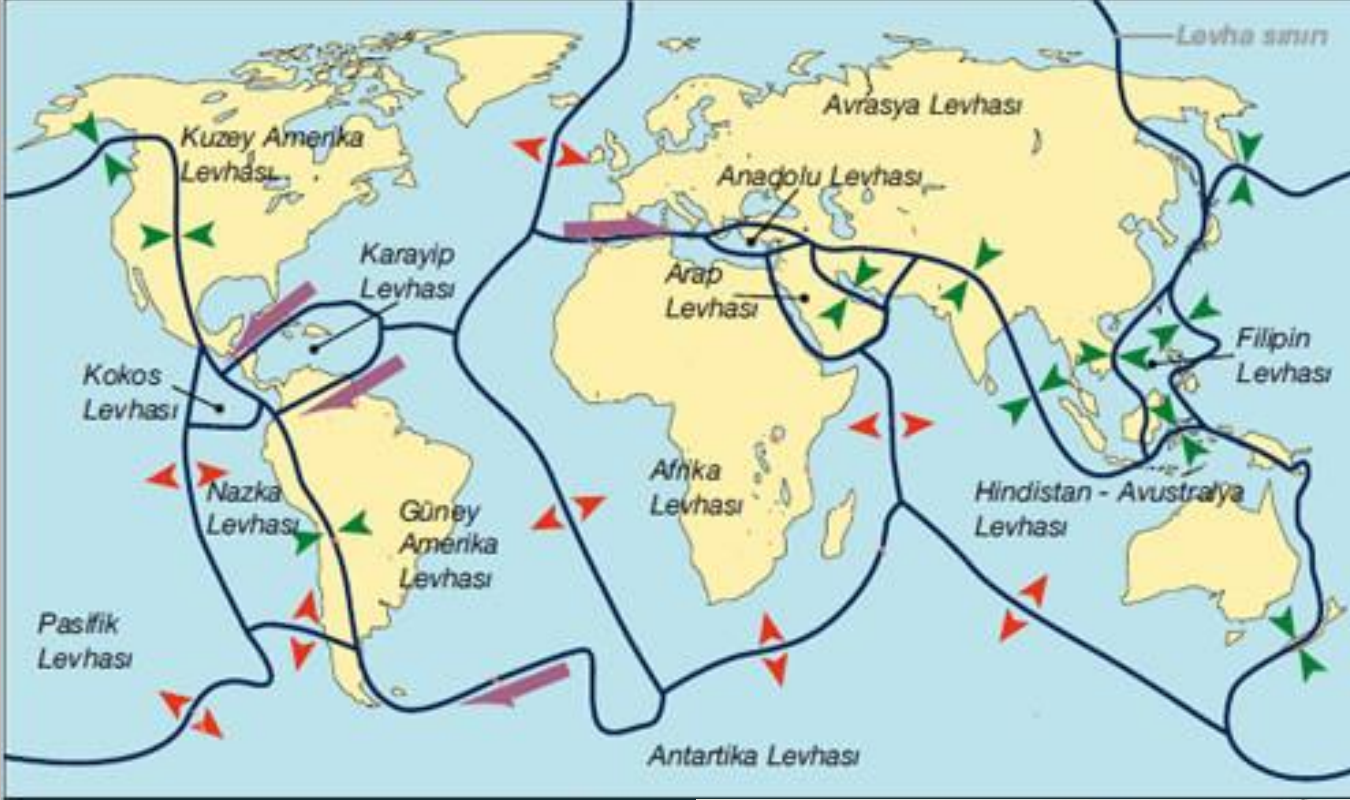 Levha sınırı
Avrasya Levhası
Kuzey Amerika
Levhası
Anadolu Levhası
Karayip
Levhası
Arap
Levhası
Filipin
Levhası
Kokos
Levhası
Afrika
Levhası
Nazka
Levhası
Güney
Amerika
Levhası
Hindistan - Avustralya
Levhası
Pasifik
Levhası
Antartika Levhası